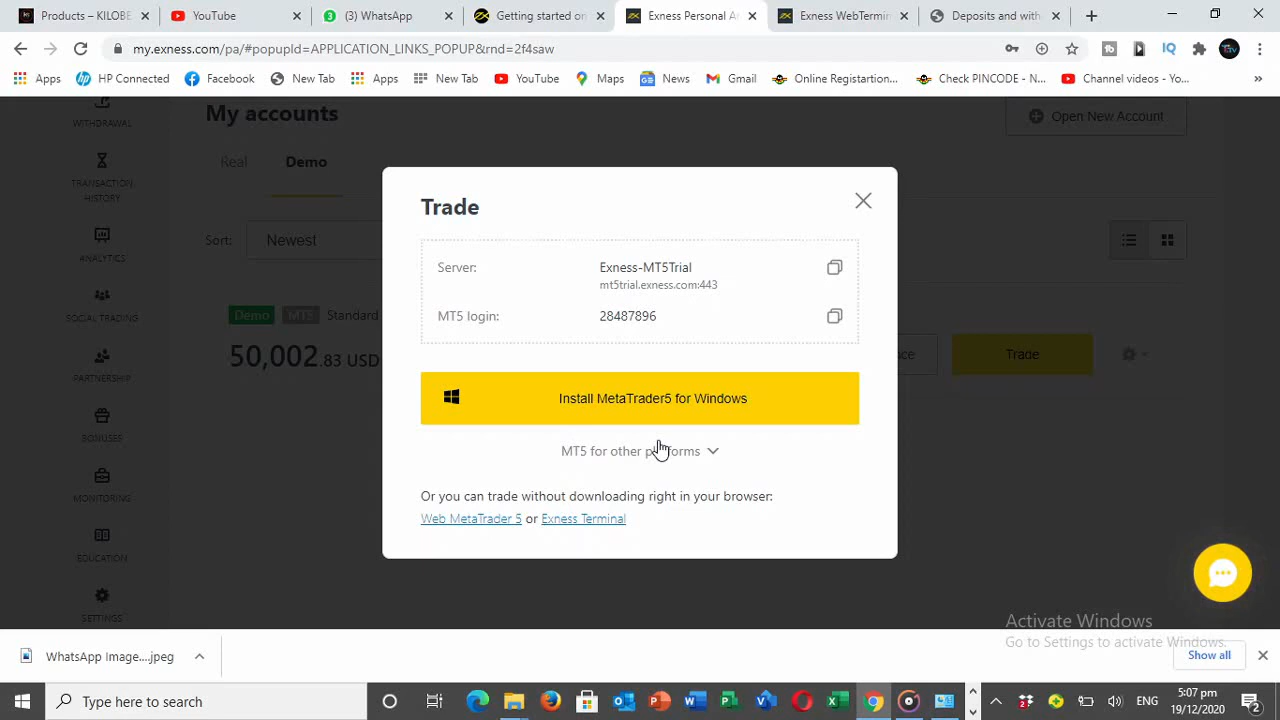 Products ‹ KILOBE
YouTube
(3) WhatsApp
Getting started on
Exness Personal Ar
Exness WebTermin
Deposits and with
my.exness.com/pa/#popupId=APPLICATION_LINKS_POPUP&rnd=2f4saw
Apps
HP Connected
Facebook
New Tab
Apps
New Tab
YouTube
Maps
News
Gmail
Online Registartion...
Check PINCODE - N...
Channel videos - Yo...
WITHDRAWAL
TRANSACTION
HISTORY
ANALYTICS
SOCIAL TRADING
PARTNERSHIP
BONUSES
MONITORING
EDUCATION
SETTINGS
My accounts
Open New Account
Real
Demo
Sort:
Newest
Demo
MT5
Standard
50,002.83 USD
Trade
Trade
Server:
Exness-MT5Trial
mt5trial.exness.com:443
MT5 login:
28487896
Install MetaTrader5 for Windows
MT5 for other platforms
Or you can trade without downloading right in your browser:
Web MetaTrader 5 or Exness Terminal
Activate Windows
Go to Settings to activate Windows.
WhatsApp Image....jpeg
Show all
Type here to search
ENG
5:07 pm
19/12/2020
2